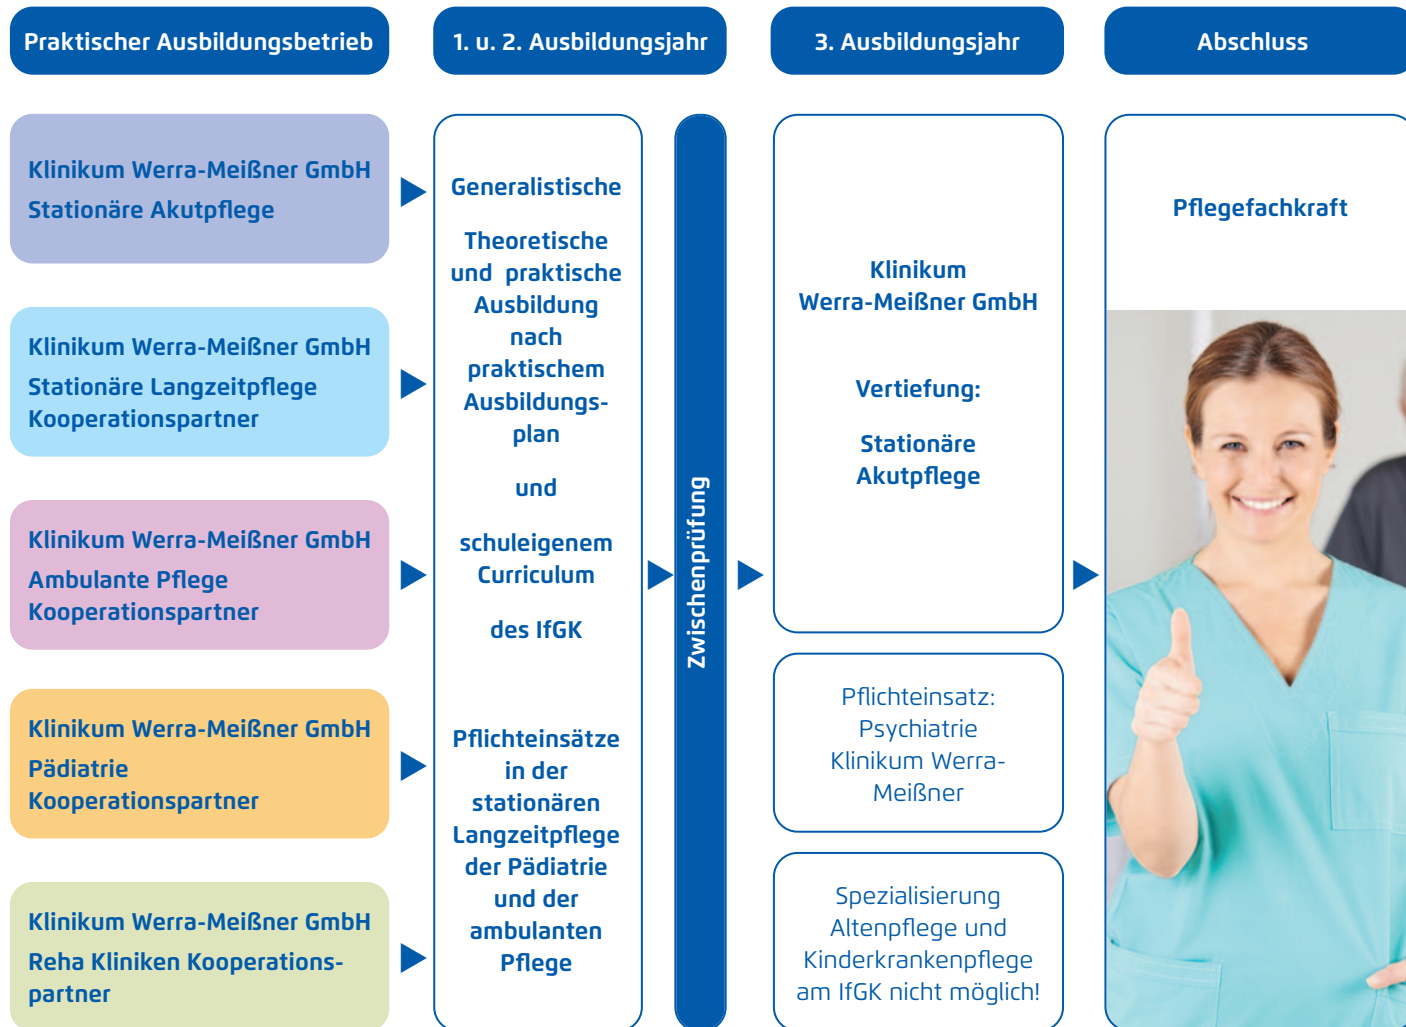 Praktischer Ausbildungsbetrieb
1. u. 2. Ausbildungsjahr
3. Ausbildungsjahr
Abschluss
Klinikum Werra-Meißner GmbH
Stationäre Akutpflege
Klinikum Werra-Meißner GmbH
Stationäre Langzeitpflege
Kooperationspartner
Klinikum Werra-Meißner GmbH
Ambulante Pflege
Kooperationspartner
Klinikum Werra-Meißner GmbH
Pädiatrie
Kooperationspartner
Klinikum Werra-Meißner GmbH
Reha Kliniken Kooperations-
partner
Generalistische
Theoretische
und praktische
Ausbildung
nach
praktischem
Ausbildungs-
plan
und
schuleigenem
Curriculum
des IfGK
Pflichteinsätze
in der
stationären
Langzeitpflege
der Pädiatrie
und der
ambulanten
Pflege
Zwischenprüfung
Klinikum
Werra-Meißner GmbH
Vertiefung:
Stationäre
Akutpflege
Pflichteinsatz:
Psychiatrie
Klinikum Werra-
Meißner
Spezialisierung
Altenpflege und
Kinderkrankenpflege
am IfGK nicht möglich!
Pflegefachkraft